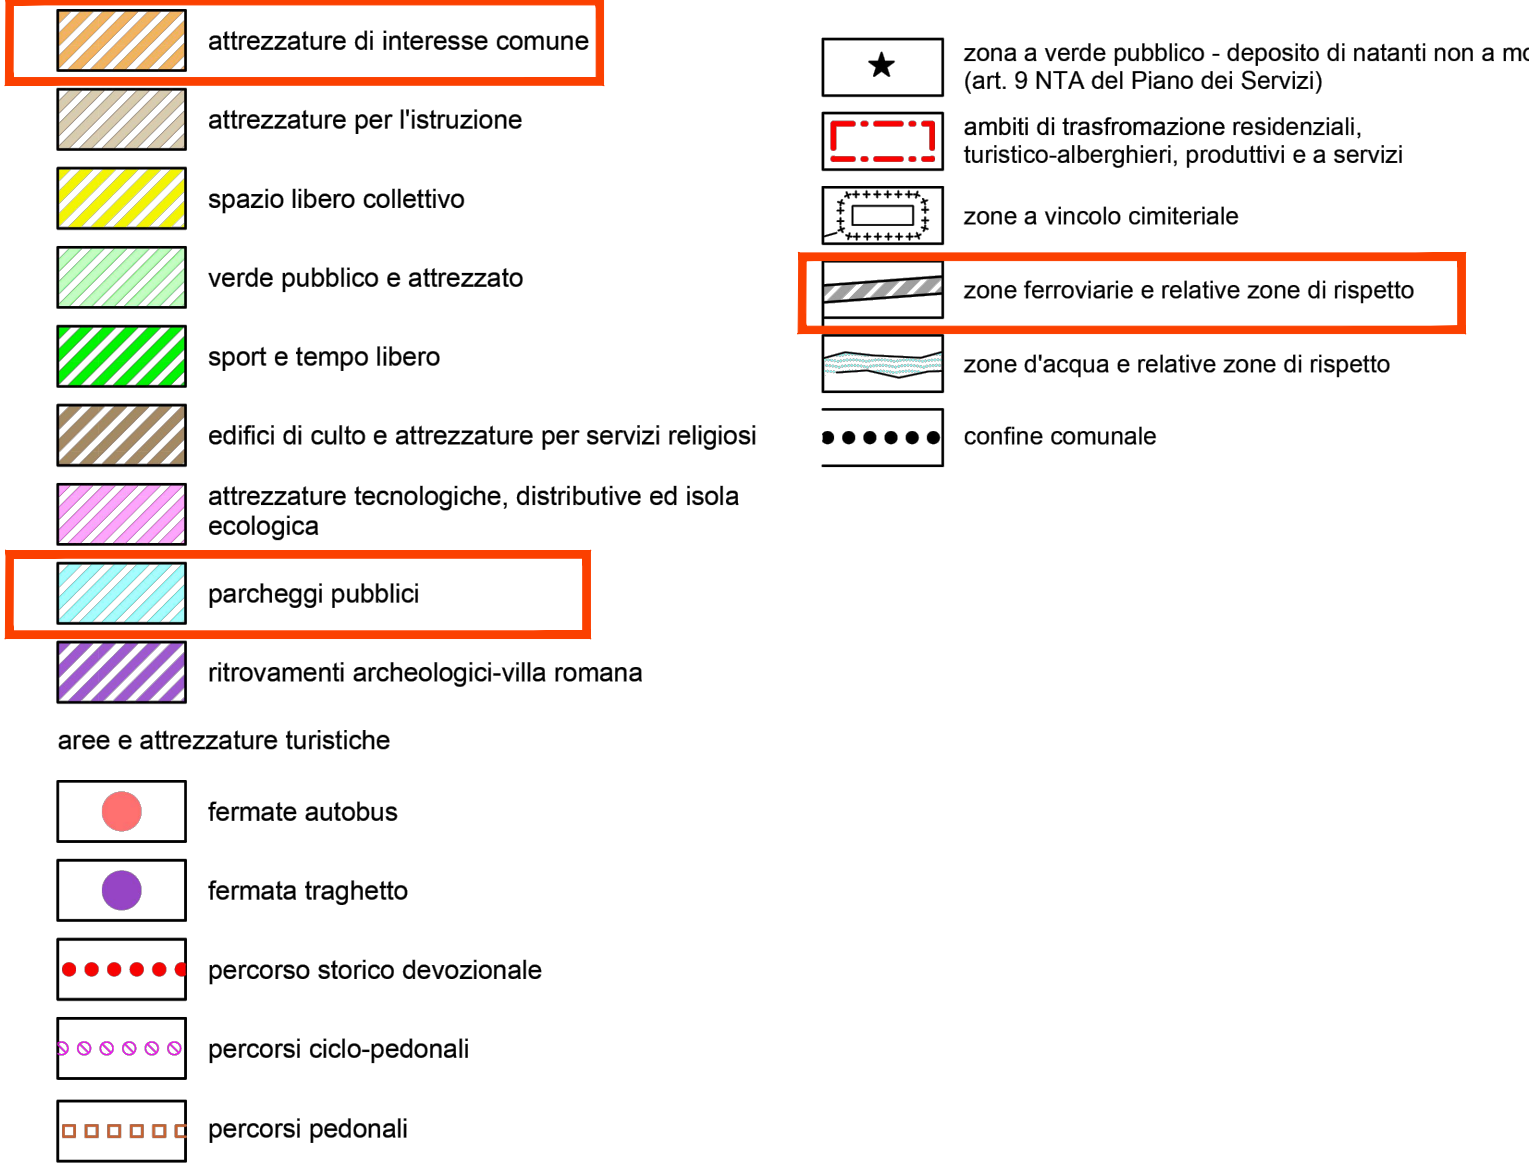 attrezzature di interesse comune
attrezzature per l'istruzione
spazio libero collettivo
verde pubblico e attrezzato
sport e tempo libero
edifici di culto e attrezzature per servizi religiosi
attrezzature tecnologiche, distributive ed isola
ecologica
parcheggi pubblici
ritrovamenti archeologici-villa romana
aree e attrezzature turistiche
fermate autobus
fermata traghetto
percorso storico devozionale
percorsi ciclo-pedonali
percorsi pedonali
zona a verde pubblico - deposito di natanti non a
(art. 9 NTA del Piano dei Servizi)
ambiti di trasfromazione residenziali,
turistico-alberghieri, produttivi e a servizi
zone a vincolo cimiteriale
zone ferroviarie e relative zone di rispetto
zone d'acqua e relative zone di rispetto
confine comunale